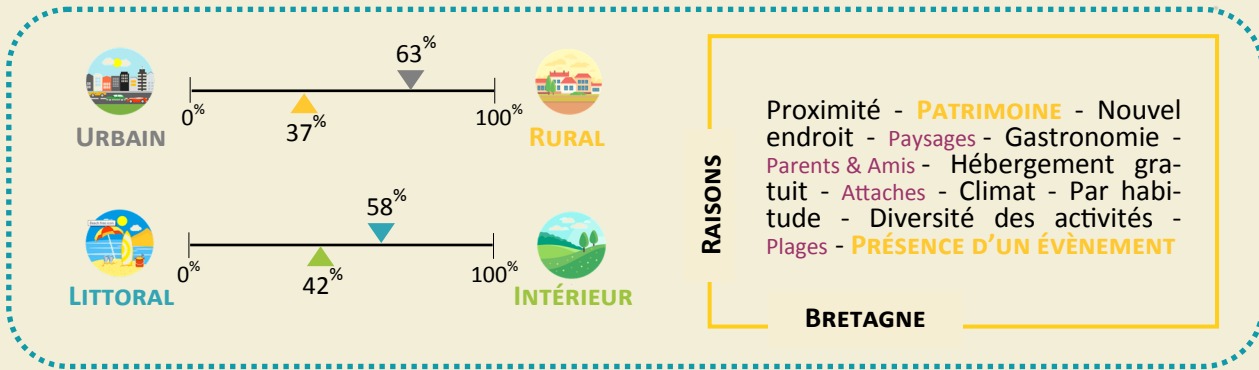 63%
0%
100%
37%
URBAIN
RURAL
58%
0%
100%
42%
LITTORAL
INTÉRIEUR
RAISONS
Proximité - PATRIMOINE - Nouvel
endroit - Paysages - Gastronomie -
Parents & Amis - Hébergement gra-
tuit - Attaches - Climat - Par habi-
tude - Diversité des activités -
Plages - PRÉSENCE D'UN ÉVÈNEMENT
BRETAGNE